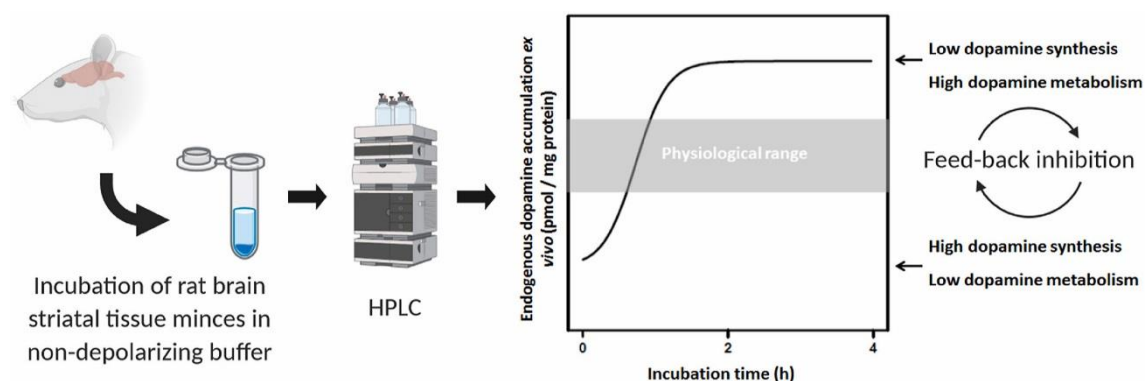 Incubation of rat brain
striatal tissue minces in
non-depolarizing buffer
HPLC
Endogenous dopamine accumulation ex
vivo (pmol / mg protein)
Physiological range
0
2
4
Incubation time (h)
Low dopamine synthesis
High dopamine metabolism
Feed-back inhibition
High dopamine synthesis
Low dopamine metabolism